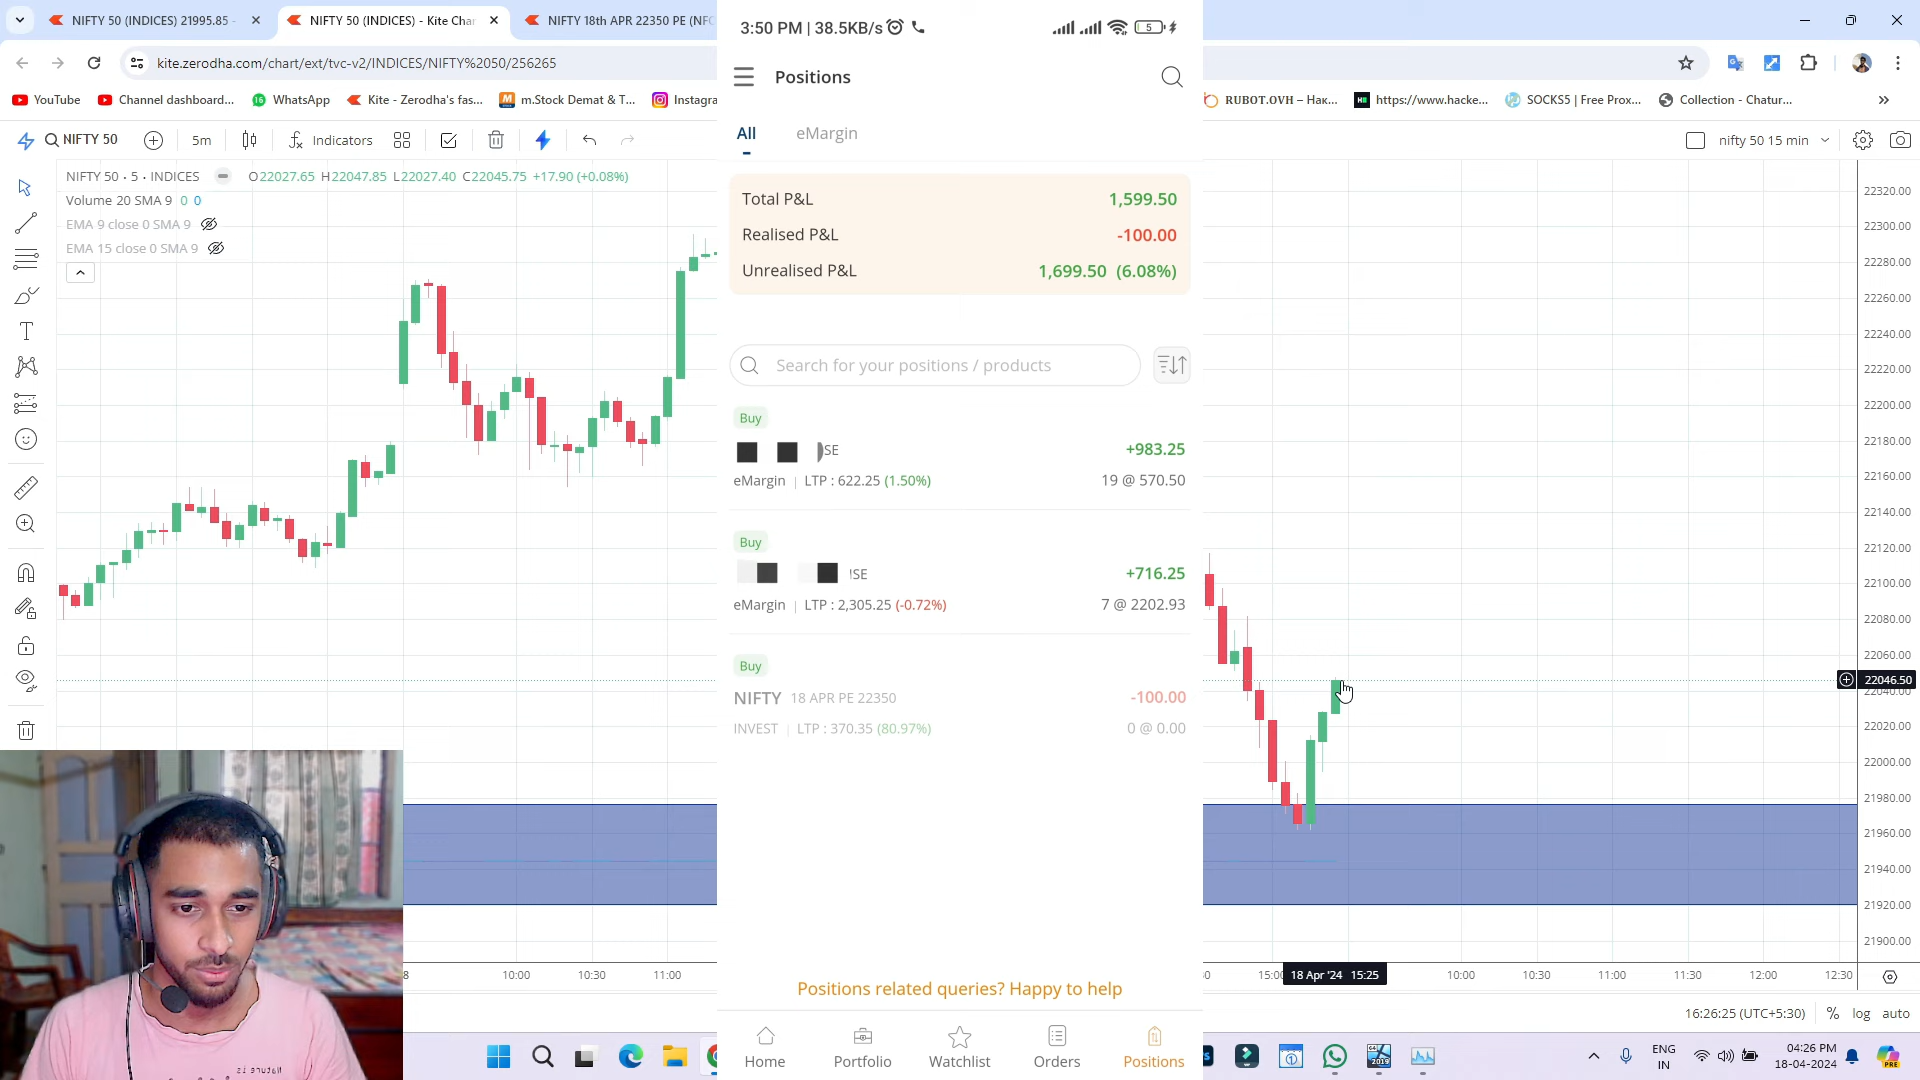 NIFTY 50 (INDICES) 21995.85 -
NIFTY 50 (INDICES) - Kite Char
NIFTY 18th APR 22350 PE (NFC
kite.zerodha.com/chart/ext/tvc-v2/INDICES/NIFTY%2050/256265
YouTube
Channel dashboard...
WhatsApp
Kite - Zerodha's fas...
m.Stock Demat & T...
Instagra
RUBOT.OVH – Нак...
https://www.hacke...
SOCKS5 | Free Prox...
Collection - Chatur...
NIFTY 50
5m
Indicators
nifty 50 15 min
NIFTY 50 · 5 · INDICES O22027.65 H22047.85 L22027.40 C22045.75 +17.90 (+0.08%)
Volume 20 SMA 9 0 0
EMA 9 close 0 SMA 9
EMA 15 close 0 SMA 9
3:50 PM | 38.5KB/s
5
Positions
All
eMargin
Total P&L 1,599.50
Realised P&L -100.00
Unrealised P&L 1,699.50 (6.08%)
Search for your positions / products
Buy
SE +983.25
eMargin | LTP : 622.25 (1.50%) 19 @ 570.50
Buy
SE +716.25
eMargin | LTP : 2,305.25 (-0.72%) 7 @ 2202.93
Buy
NIFTY 18 APR PE 22350 -100.00
INVEST | LTP : 370.35 (80.97%) 0 @ 0.00
Positions related queries? Happy to help
Home
Portfolio
Watchlist
Orders
Positions
22320.00
22300.00
22280.00
22260.00
22240.00
22220.00
22200.00
22180.00
22160.00
22140.00
22120.00
22100.00
22080.00
22060.00
22046.50
22040.00
22020.00
22000.00
21980.00
21960.00
21940.00
21920.00
21900.00
8 10:00 10:30 11:00
15:00 18 Apr '24 15:25 10:00 10:30 11:00 11:30 12:00 12:30
16:26:25 (UTC+5:30) % log auto
ENG
IN
04:26 PM
18-04-2024
PRE